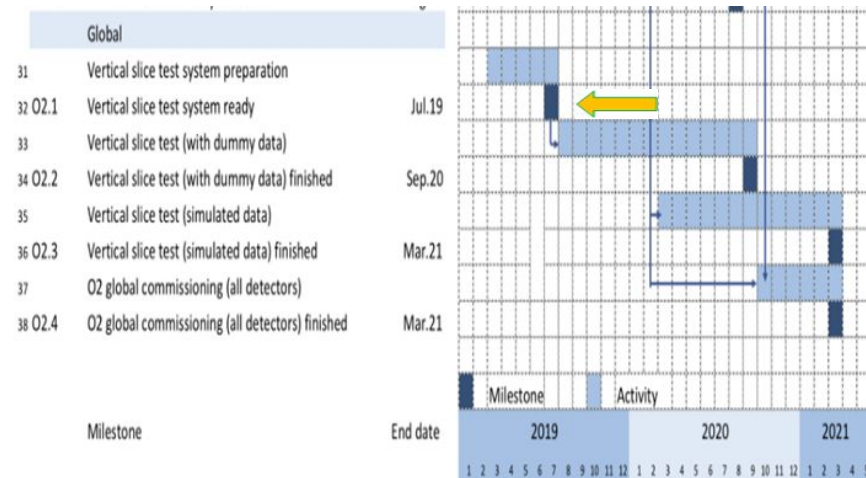 Global
31 Vertical slice test system preparation
32 O2.1 Vertical slice test system ready Jul.19
33 Vertical slice test (with dummy data)
34 O2.2 Vertical slice test (with dummy data) finished Sep.20
35 Vertical slice test (simulated data)
36 O2.3 Vertical slice test (simulated data) finished Mar.21
37 O2 global commissioning (all detectors)
38 O2.4 O2 global commissioning (all detectors) finished Mar.21
Milestone Activity
Milestone End date 2019 2020 2021
1 2 3 4 5 6 7 8 9 10 11 12 1 2 3 4 5 6 7 8 9 10 11 12 1 2 3 4